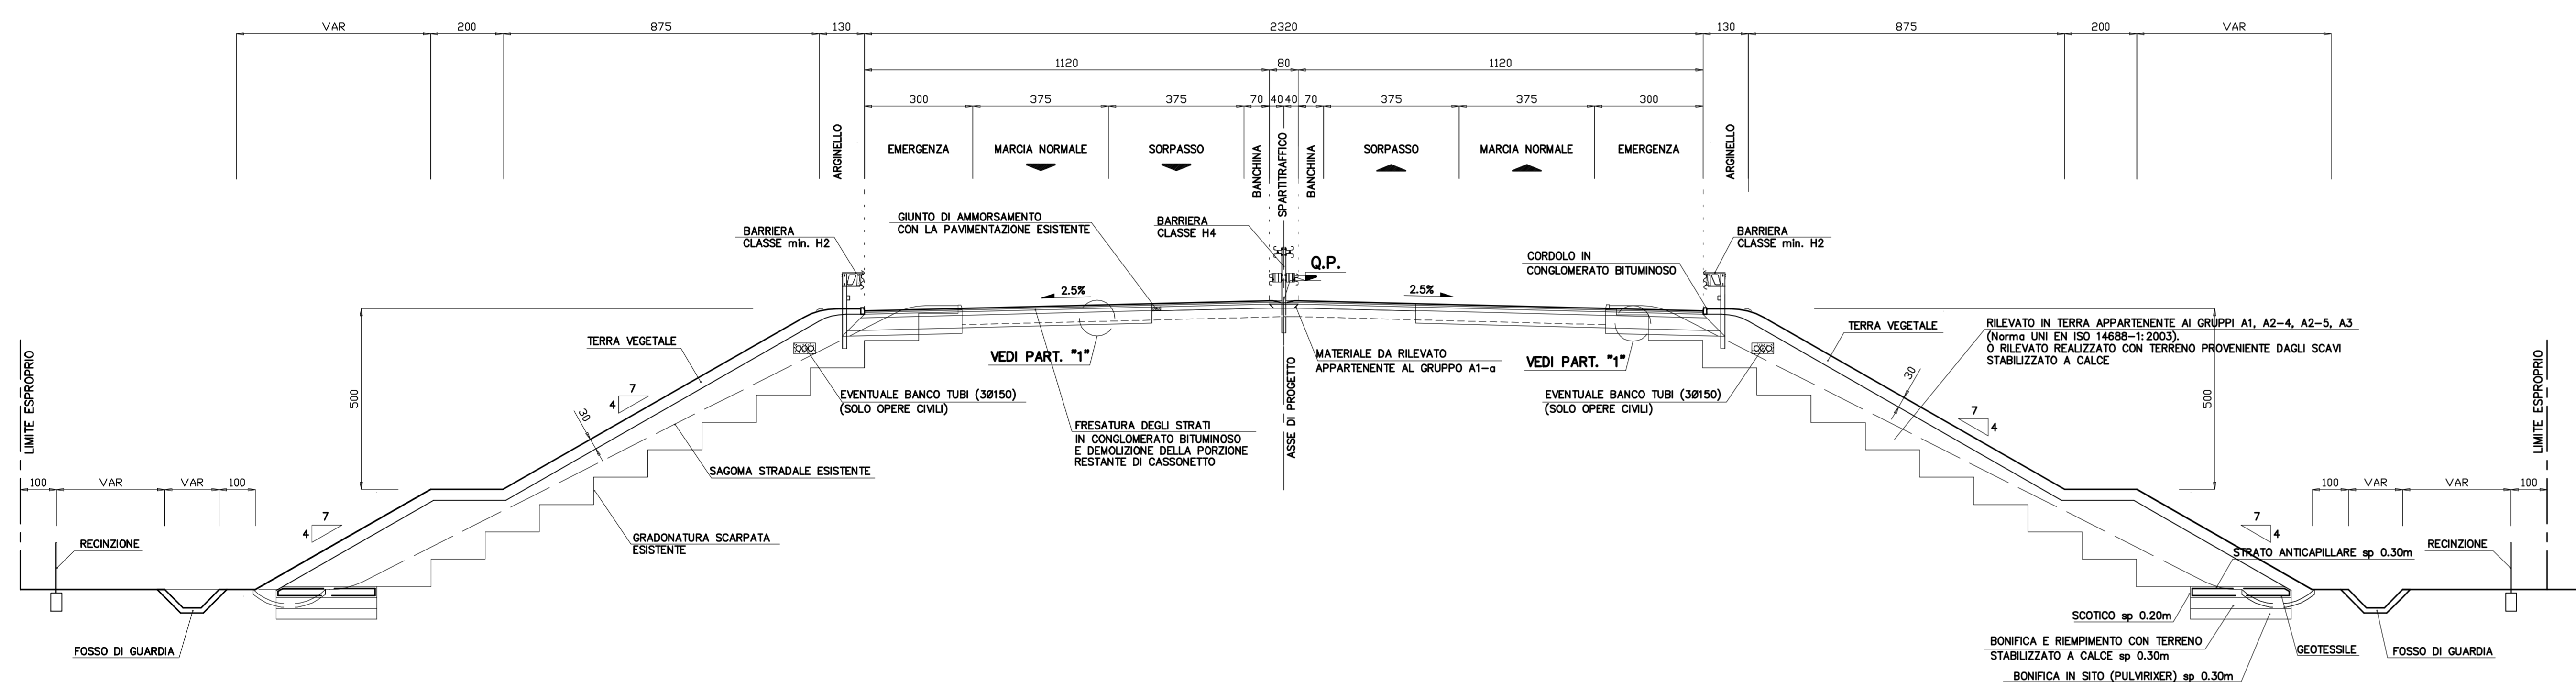 VAR 200 875 130 2320 130 875 200 VAR
1120 80 1120
300 375 375 70 40 40 70 375 375 300
ARGINELLO
EMERGENZA
MARCIA NORMALE
SORPASSO
BANCHINA
SPARTITRAFFICO
BANCHINA
SORPASSO
MARCIA NORMALE
EMERGENZA
ARGINELLO
BARRIERA
CLASSE min. H2
GIUNTO DI AMMORSAMENTO
CON LA PAVIMENTAZIONE ESISTENTE
BARRIERA
CLASSE H4
Q.P.
CORDOLO IN
CONGLOMERATO BITUMINOSO
BARRIERA
CLASSE min. H2
2.5%
2.5%
TERRA VEGETALE
VEDI PART. "1"
MATERIALE DA RILEVATO
APPARTENENTE AL GRUPPO A1-a
VEDI PART. "1"
TERRA VEGETALE
RILEVATO IN TERRA APPARTENENTE AI GRUPPI A1, A2-4, A2-5, A3
(Norma UNI EN ISO 14688-1:2003).
O RILEVATO REALIZZATO CON TERRENO PROVENIENTE DAGLI SCAVI
STABILIZZATO A CALCE
LIMITE ESPROPRIO
500
7
4
30
EVENTUALE BANCO TUBI (3Ø150)
(SOLO OPERE CIVILI)
FRESATURA DEGLI STRATI
IN CONGLOMERATO BITUMINOSO
E DEMOLIZIONE DELLA PORZIONE
RESTANTE DI CASSONETTO
ASSE DI PROGETTO
EVENTUALE BANCO TUBI (3Ø150)
(SOLO OPERE CIVILI)
30
7
4
500
LIMITE ESPROPRIO
SAGOMA STRADALE ESISTENTE
100 VAR VAR 100
100 VAR VAR 100
7
4
GRADONATURA SCARPATA
ESISTENTE
7
4
RECINZIONE
STRATO ANTICAPILLARE sp 0.30m
RECINZIONE
SCOTICO sp 0.20m
FOSSO DI GUARDIA
BONIFICA E RIEMPIMENTO CON TERRENO
STABILIZZATO A CALCE sp 0.30m
GEOTESSILE
FOSSO DI GUARDIA
BONIFICA IN SITO (PULVIRIXER) sp 0.30m